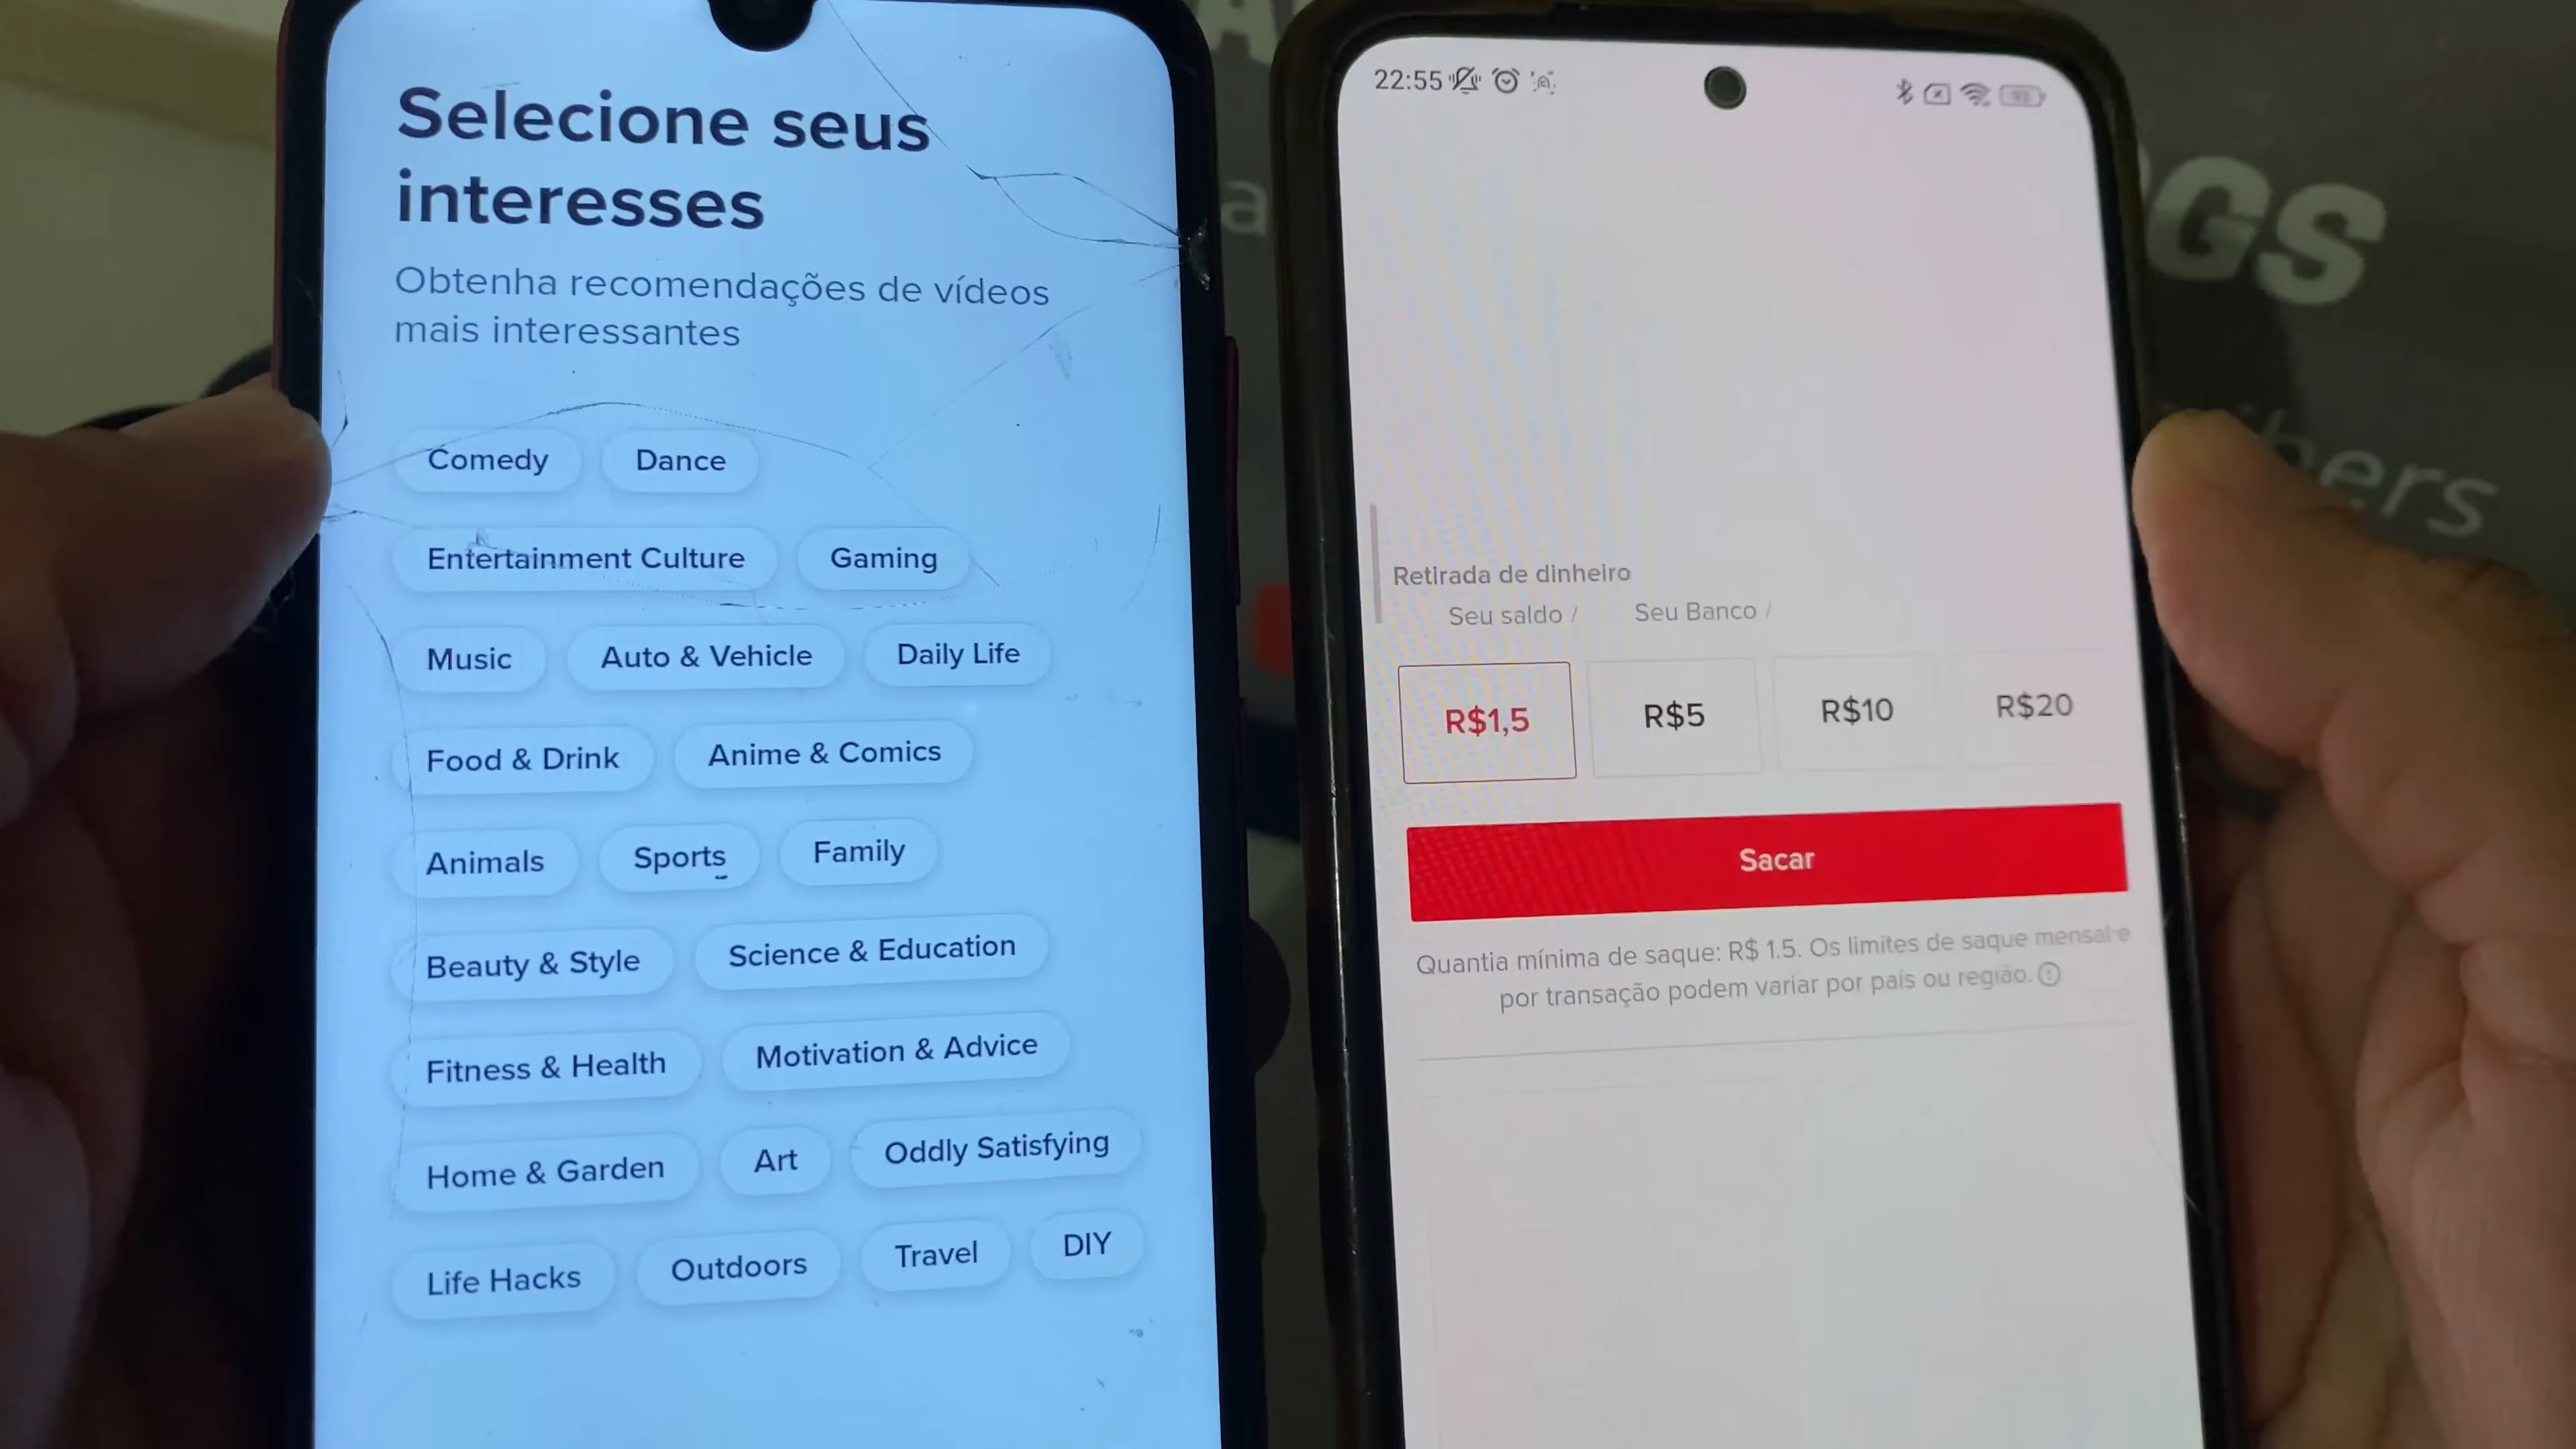 Selecione seus
interesses
Obtenha recomendações de vídeos
mais interessantes
Comedy
Dance
Entertainment Culture
Gaming
Music
Auto & Vehicle
Daily Life
Food & Drink
Anime & Comics
Animals
Sports
Family
Beauty & Style
Science & Education
Fitness & Health
Motivation & Advice
Home & Garden
Art
Oddly Satisfying
Life Hacks
Outdoors
Travel
DIY
22:55
Retirada de dinheiro
Seu saldo /
Seu Banco /
R$1,5
R$5
R$10
R$20
Sacar
Quantia mínima de saque: R$ 1.5. Os limites de saque mensal e
por transação podem variar por país ou região.